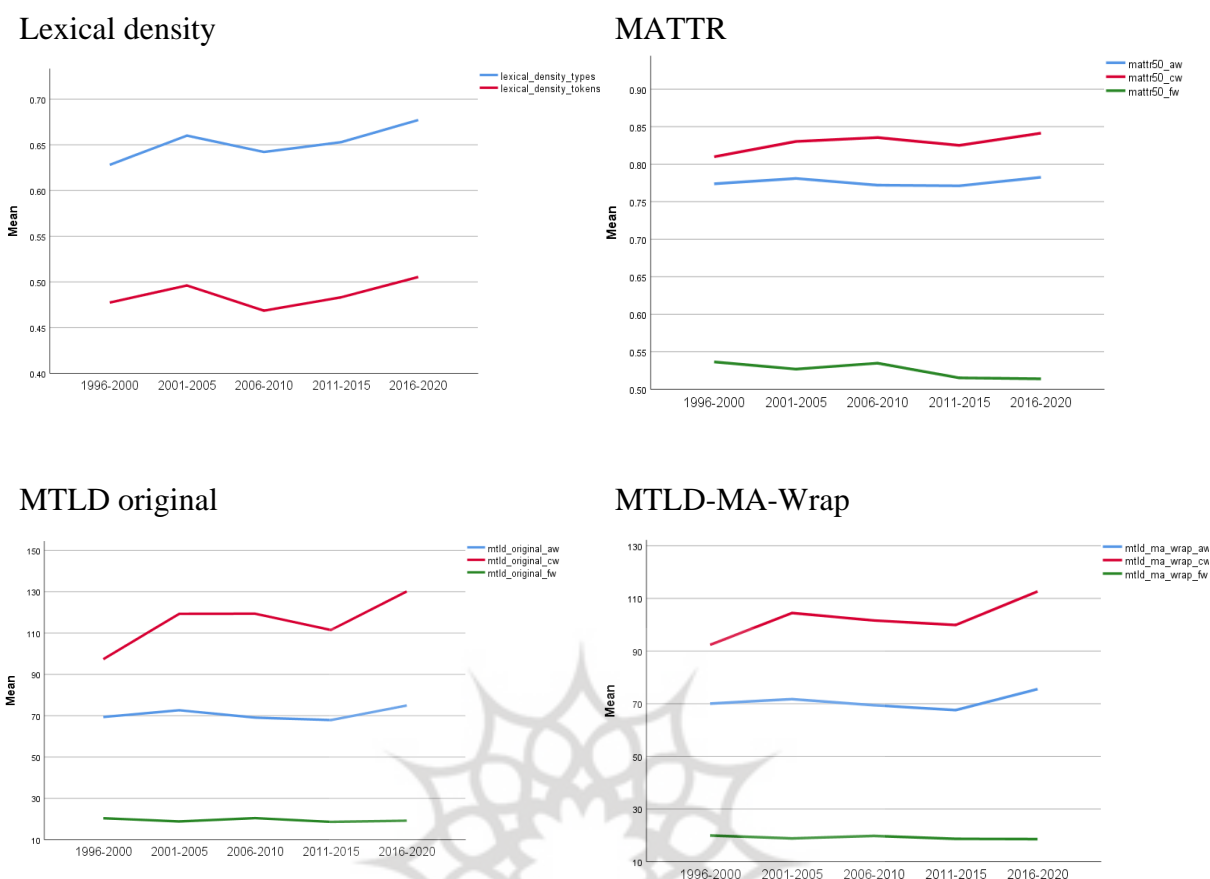 Lexical density
lexical_density_types
lexical_density_tokens
0.70
0.65
0.60
0.55
0.50
0.45
0.40
Mean
1996-2000 2001-2005 2006-2010 2011-2015 2016-2020
MATTR
mattr50_aw
mattr50_cw
mattr50_fw
0.90
0.85
0.80
0.75
0.70
0.65
0.60
0.55
0.50
Mean
1996-2000 2001-2005 2006-2010 2011-2015 2016-2020
MTLD original
mtld_original_aw
mtld_original_cw
mtld_original_fw
150
130
110
90
70
50
30
10
Mean
1996-2000 2001-2005 2006-2010 2011-2015 2016-2020
MTLD-MA-Wrap
mtld_ma_wrap_aw
mtld_ma_wrap_cw
mtld_ma_wrap_fw
130
110
90
70
50
30
10
Mean
1996-2000 2001-2005 2006-2010 2011-2015 2016-2020